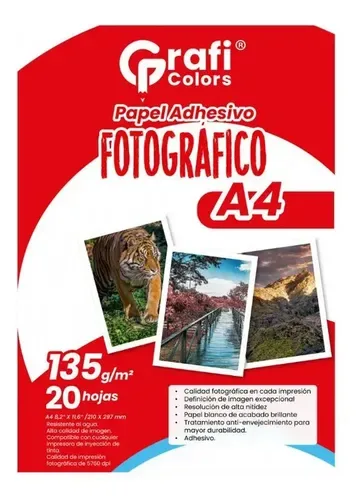 Grafi®
Colors
Papel Adhesivo
FOTOGRÁFICO
A4
135g/m²
20 hojas
A4 8,2" X 11,6" /210 X 297 mm
Resistente al agua.
Alta calidad de imagen.
Compatible con cualquier
impresora de inyección de
tinta.
Calidad de impresión
fotográfica de 5760 dpi
• Calidad fotográfica en cada impresión
• Definición de imagen excepcional
• Resolución de alta nitidez
• Papel blanco de acabado brillante
• Tratamiento anti-envejecimiento para
mayor durabilidad.
• Adhesivo.